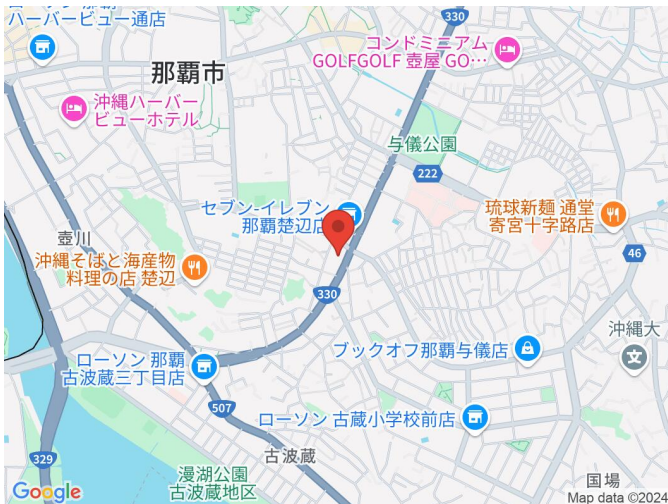 ハーバービュー通店
330
コンドミニアム
GOLFGOLF 壺屋 GO…
那覇市
沖縄ハーバー
ビューホテル
与儀公園
222
セブン-イレブン
那覇楚辺店
琉球新麺 通堂
寄宮十字路店
壺川
沖縄そばと海産物
料理の店 楚辺
46
330
沖縄大
ブックオフ那覇与儀店
ローソン 那覇
古波蔵三丁目店
507
ローソン 古蔵小学校前店
古波蔵
329
漫湖公園
古波蔵地区
国場
Google
Map data ©2024